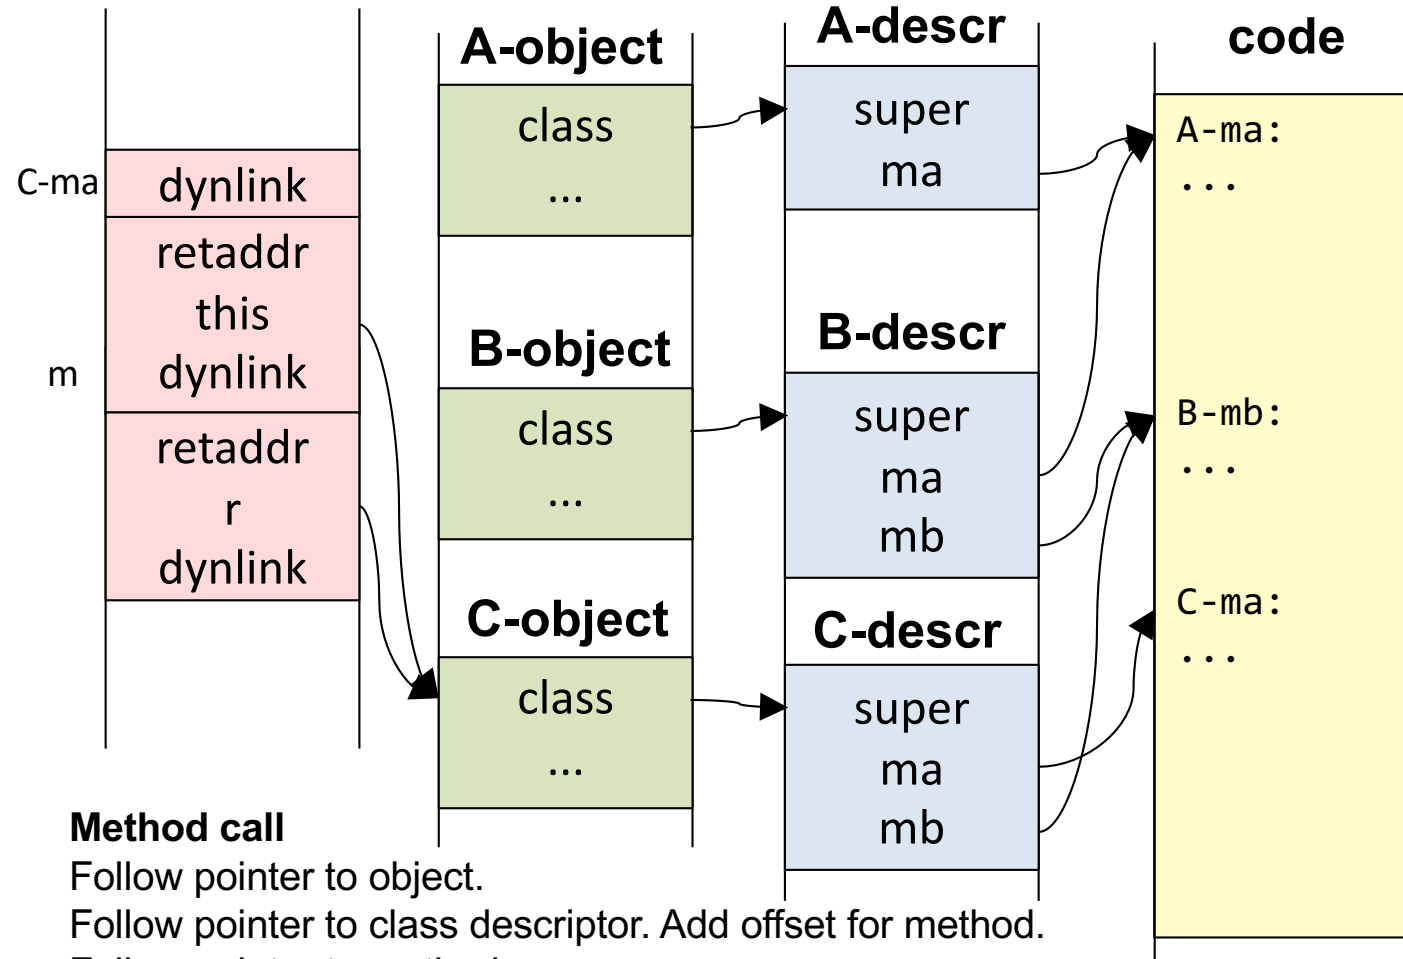 C-ma
dynlink
retaddr
this
m
dynlink
retaddr
r
dynlink
A-object
class
...
B-object
class
...
C-object
class
...
A-descr
super
ma
B-descr
super
ma
mb
C-descr
super
ma
mb
code
A-ma:
...
B-mb:
...
C-ma:
...
Method call
Follow pointer to object.
Follow pointer to class descriptor. Add offset for method.